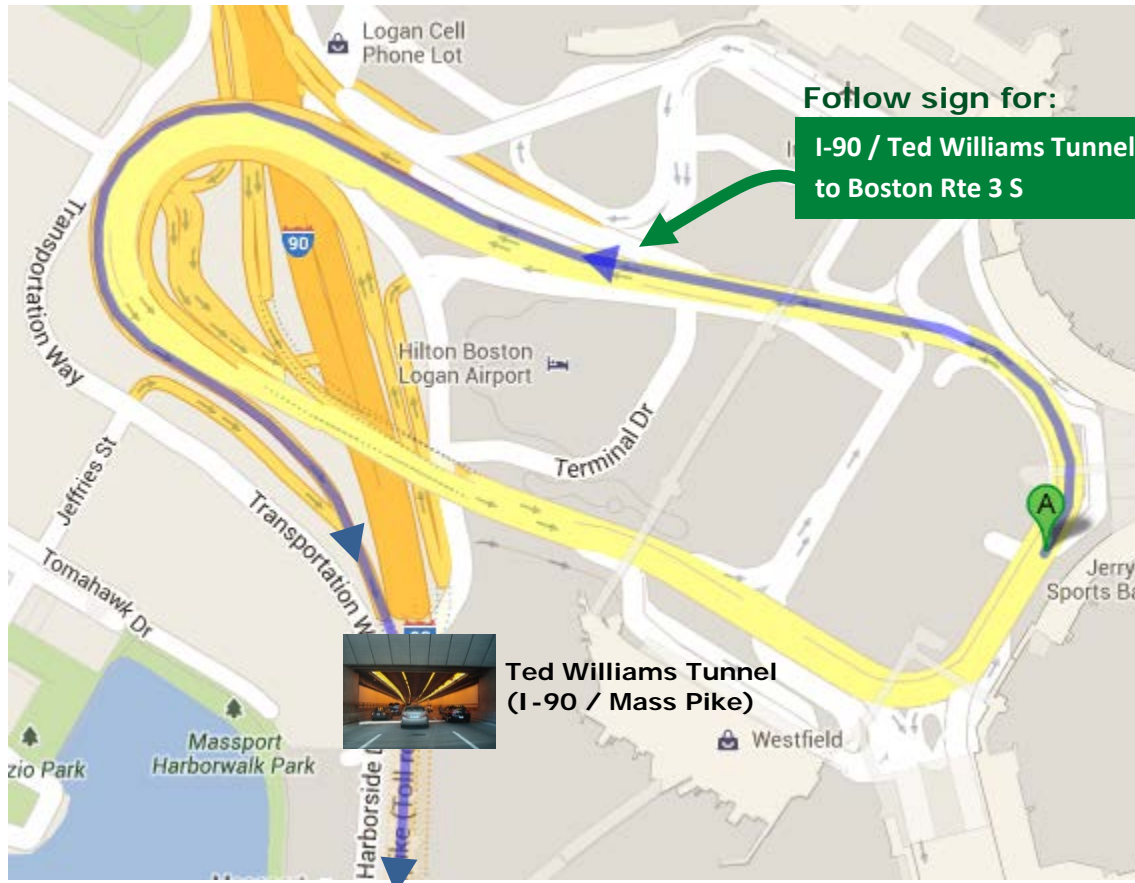 Logan Cell
Phone Lot
Follow sign for:
I-90 / Ted Williams Tunnel
to Boston Rte 3 S
90
Transportation Way
Hilton Boston
Logan Airport
Terminal Dr
A
Jeffries St
Transportation W
Jerry
Sports Ba
Tomahawk Dr
Ted Williams Tunnel
(I-90 / Mass Pike)
Massport
Harborwalk Park
Westfield
zio Park
Harborside D
ike (Toll r